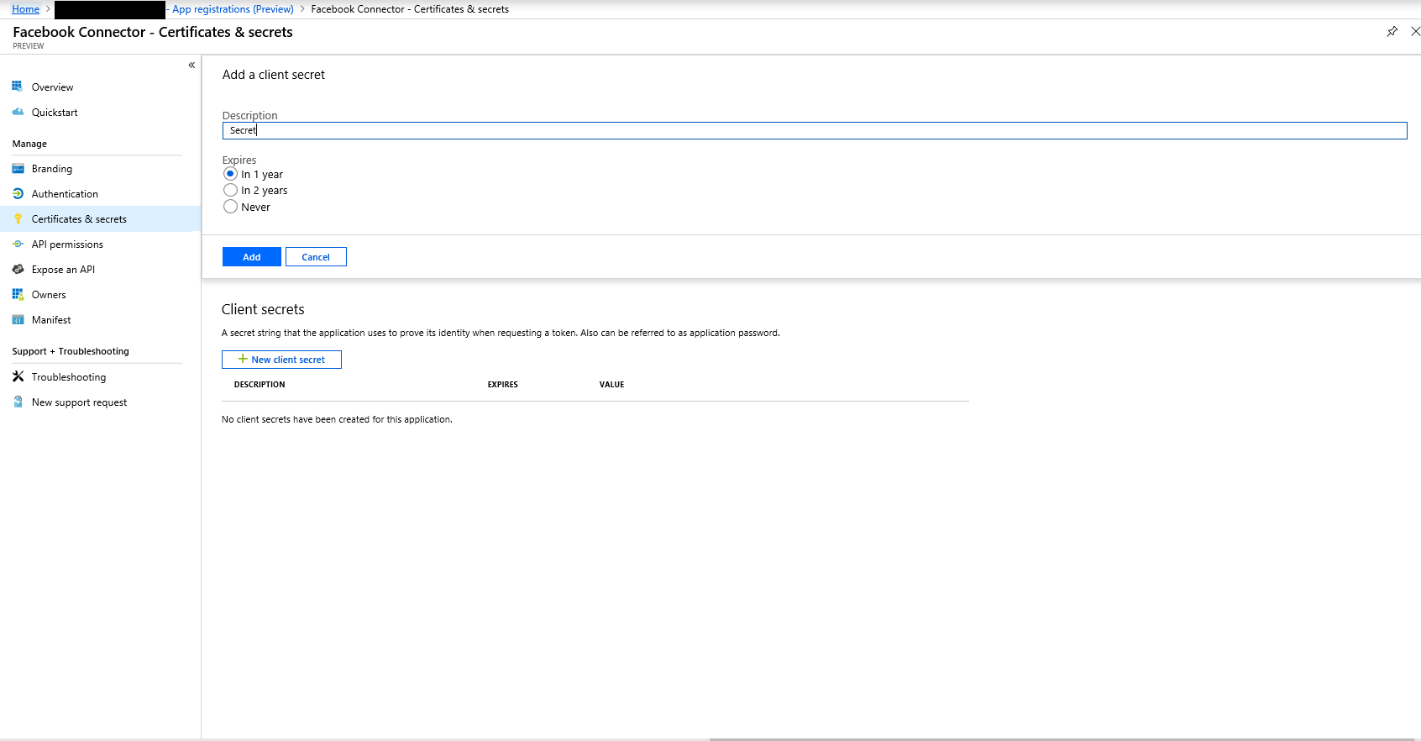 Home > - App registrations (Preview) > Facebook Connector - Certificates & secrets
Facebook Connector - Certificates & secrets
PREVIEW
«
Overview
Quickstart
Manage
Branding
Authentication
Certificates & secrets
API permissions
Expose an API
Owners
Manifest
Support + Troubleshooting
Troubleshooting
New support request
Add a client secret
Description
Secret
Expires
In 1 year
In 2 years
Never
Add Cancel
Client secrets
A secret string that the application uses to prove its identity when requesting a token. Also can be referred to as application password.
+ New client secret
DESCRIPTION EXPIRES VALUE
No client secrets have been created for this application.